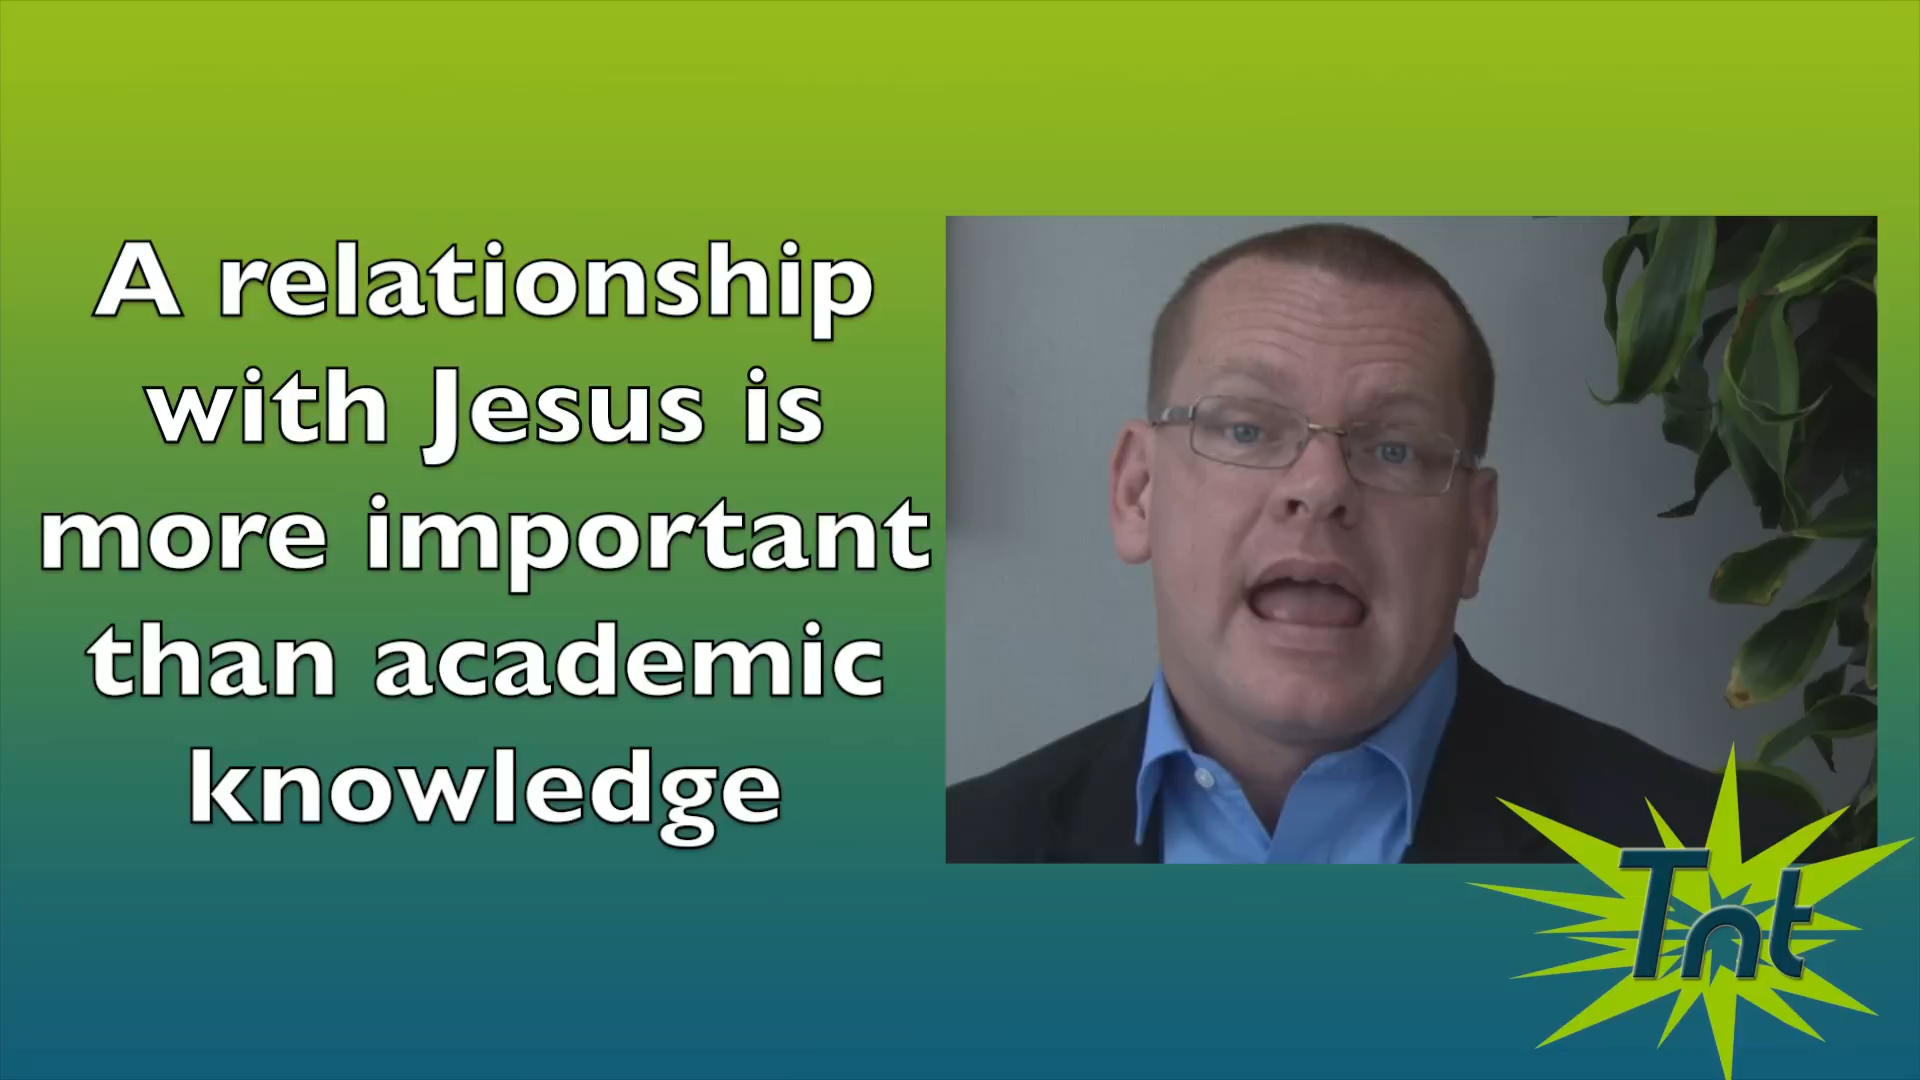 A relationship
with Jesus is
more important
than academic
knowledge
Tnt